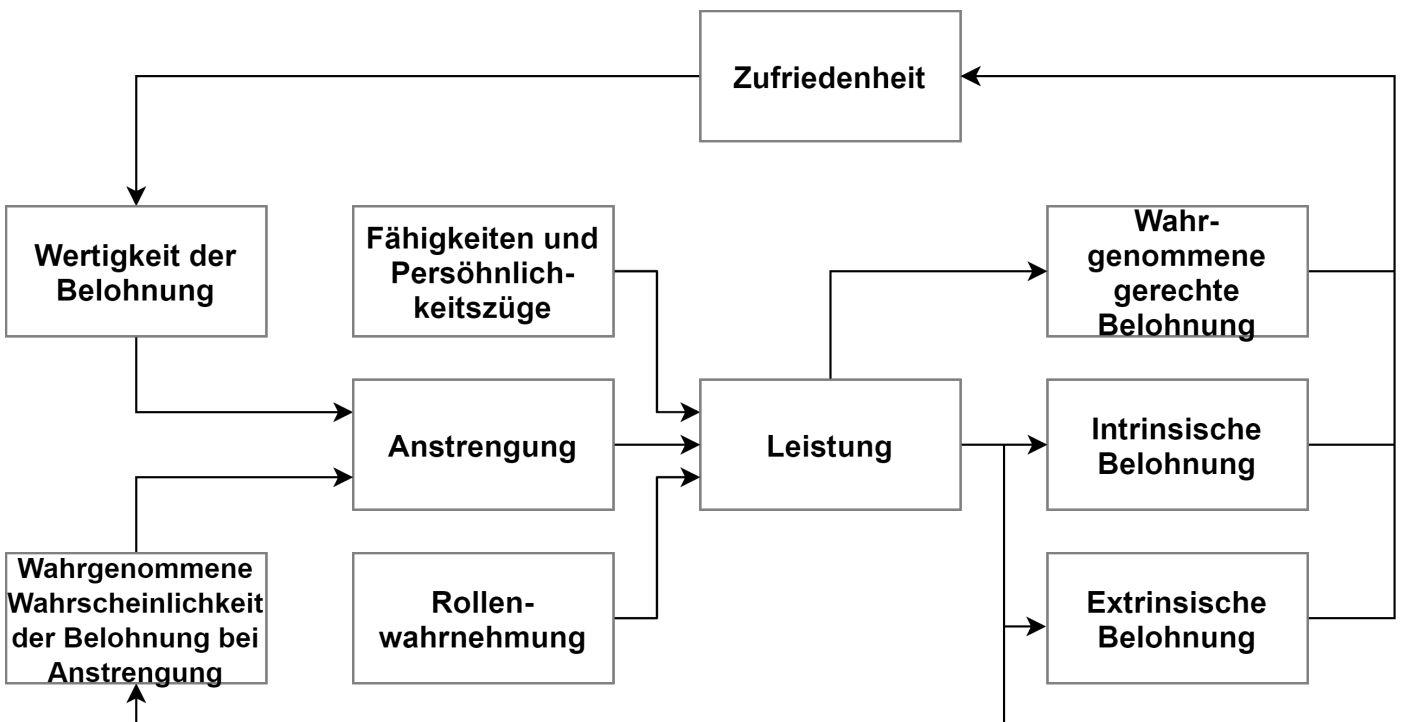 Zufriedenheit
Wertigkeit der
Belohnung
Fähigkeiten und
Persöhnlich-
keitszüge
Wahr-
genommene
gerechte
Belohnung
Anstrengung
Leistung
Intrinsische
Belohnung
Wahrgenommene
Wahrscheinlichkeit
der Belohnung bei
Anstrengung
Rollen-
wahrnehmung
Extrinsische
Belohnung